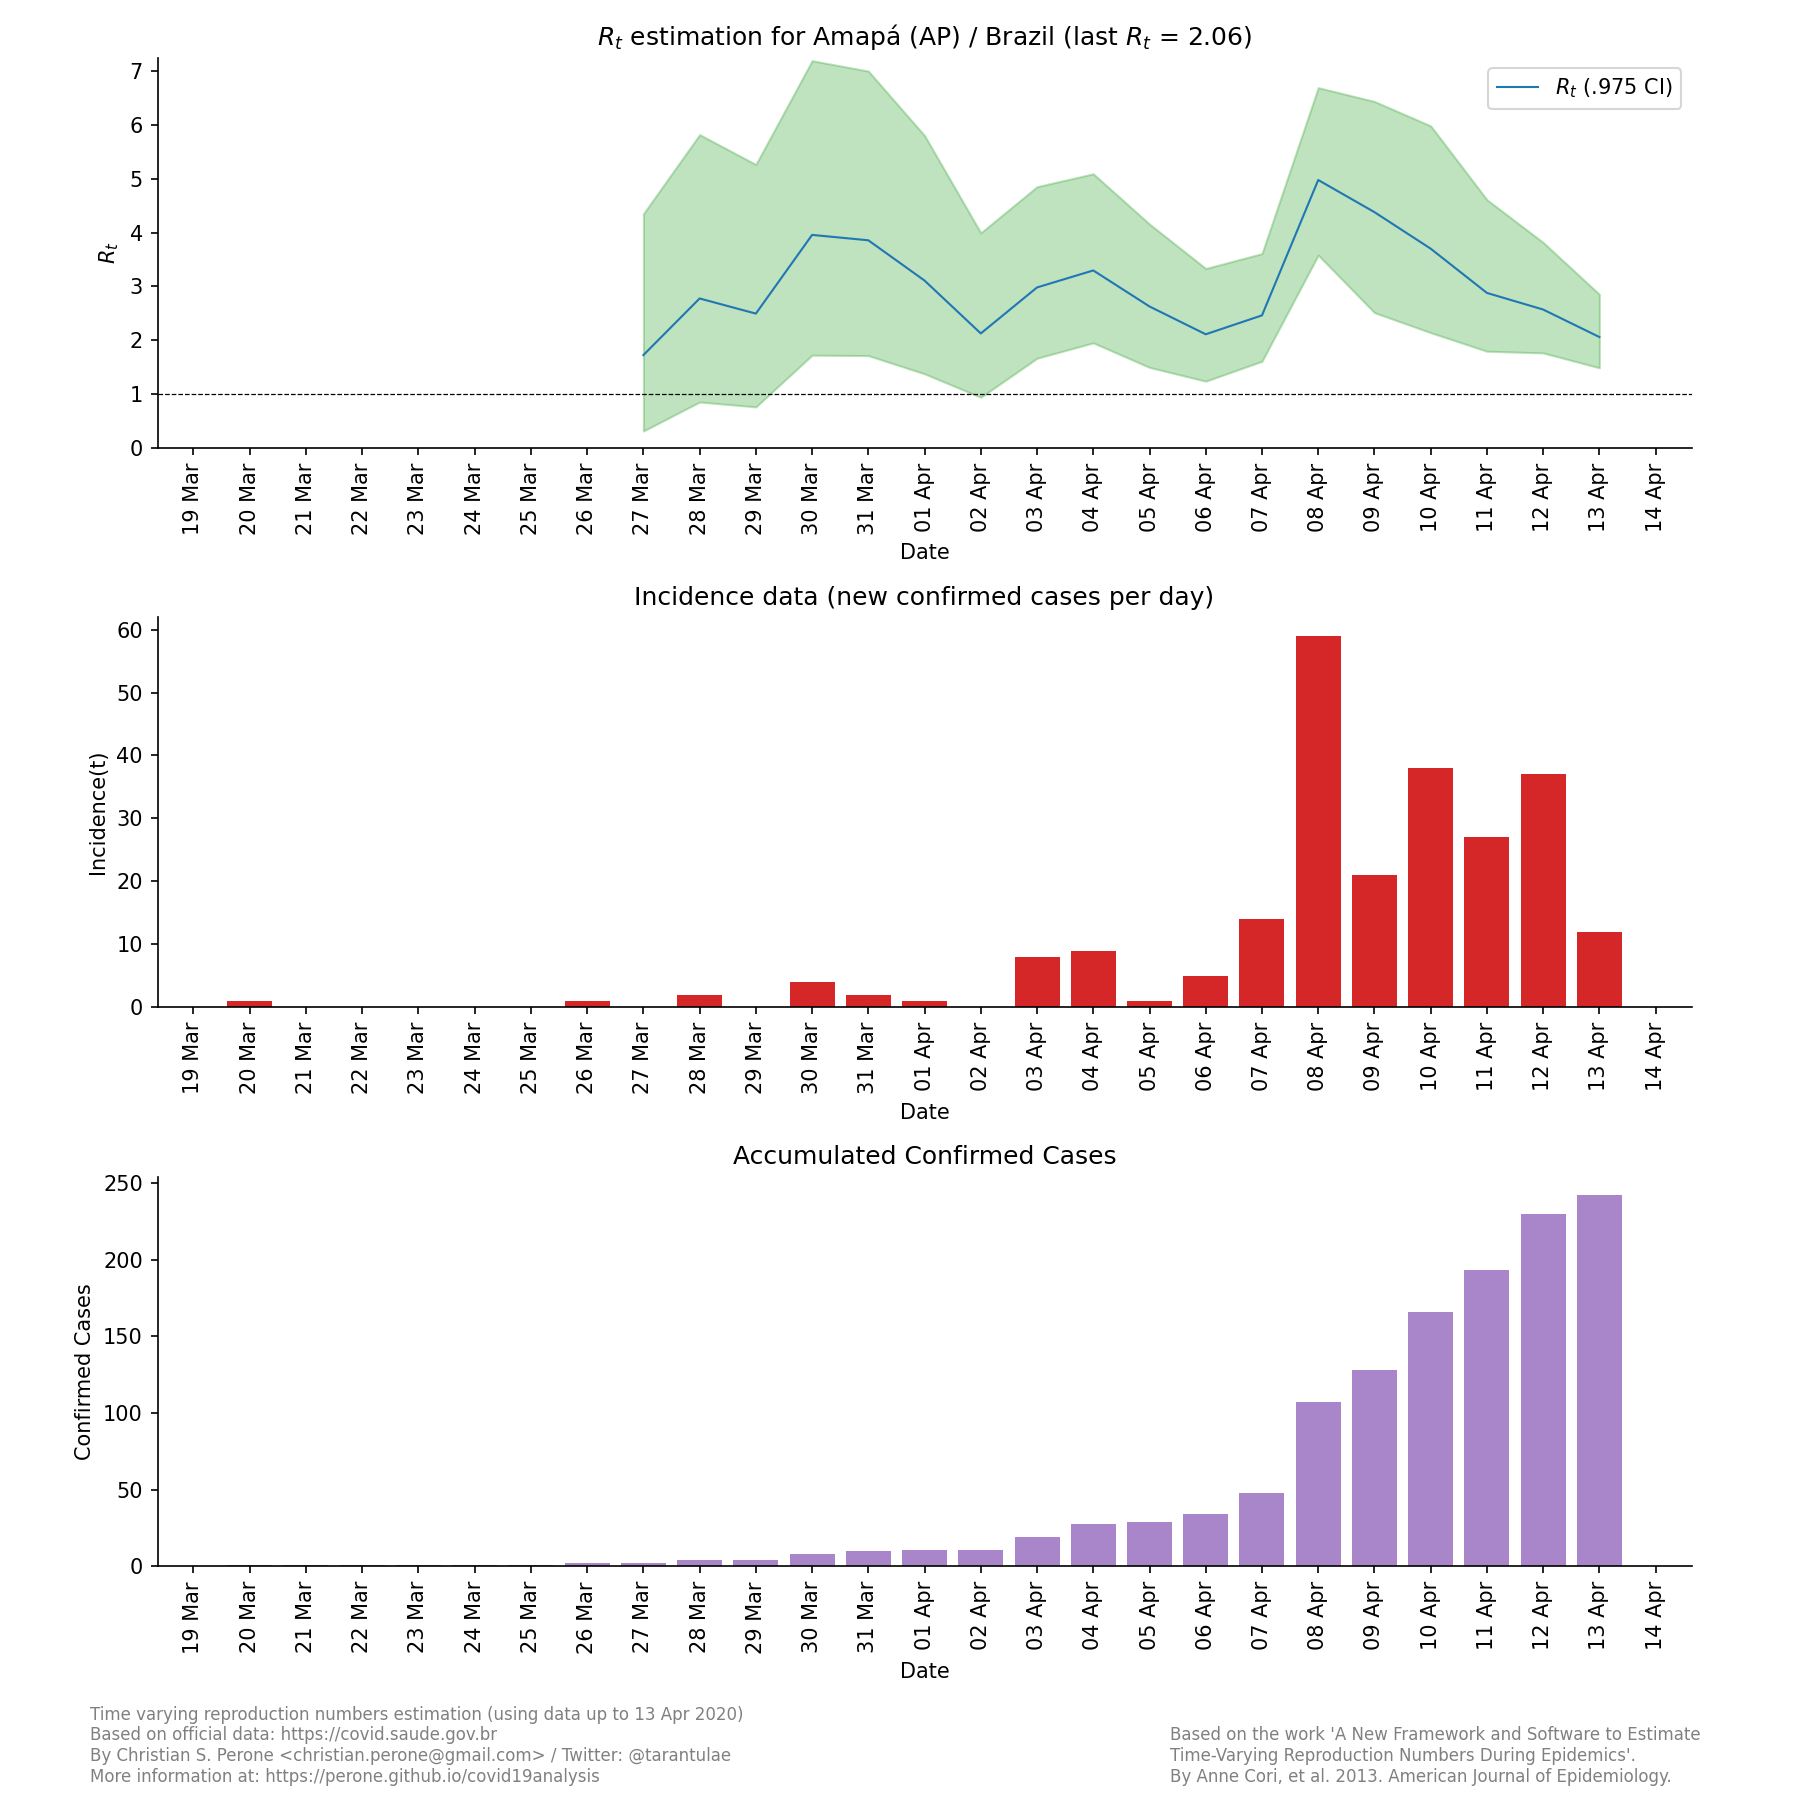 R_t estimation for Amapá (AP) / Brazil (last R_t = 2.06)
7
6
5
4
3
2
1
0
R_t
R_t (.975 CI)
19 Mar
20 Mar
21 Mar
22 Mar
23 Mar
24 Mar
25 Mar
26 Mar
27 Mar
28 Mar
29 Mar
30 Mar
31 Mar
01 Apr
02 Apr
03 Apr
04 Apr
05 Apr
06 Apr
07 Apr
08 Apr
09 Apr
10 Apr
11 Apr
12 Apr
13 Apr
14 Apr
Date
Incidence data (new confirmed cases per day)
60
50
40
30
20
10
0
Incidence(t)
19 Mar
20 Mar
21 Mar
22 Mar
23 Mar
24 Mar
25 Mar
26 Mar
27 Mar
28 Mar
29 Mar
30 Mar
31 Mar
01 Apr
02 Apr
03 Apr
04 Apr
05 Apr
06 Apr
07 Apr
08 Apr
09 Apr
10 Apr
11 Apr
12 Apr
13 Apr
14 Apr
Date
Accumulated Confirmed Cases
250
200
150
100
50
0
Confirmed Cases
19 Mar
20 Mar
21 Mar
22 Mar
23 Mar
24 Mar
25 Mar
26 Mar
27 Mar
28 Mar
29 Mar
30 Mar
31 Mar
01 Apr
02 Apr
03 Apr
04 Apr
05 Apr
06 Apr
07 Apr
08 Apr
09 Apr
10 Apr
11 Apr
12 Apr
13 Apr
14 Apr
Date
Time varying reproduction numbers estimation (using data up to 13 Apr 2020)
Based on official data: https://covid.saude.gov.br
By Christian S. Perone <christian.perone@gmail.com> / Twitter: @tarantulae
More information at: https://perone.github.io/covid19analysis
Based on the work 'A New Framework and Software to Estimate
Time-Varying Reproduction Numbers During Epidemics'.
By Anne Cori, et al. 2013. American Journal of Epidemiology.